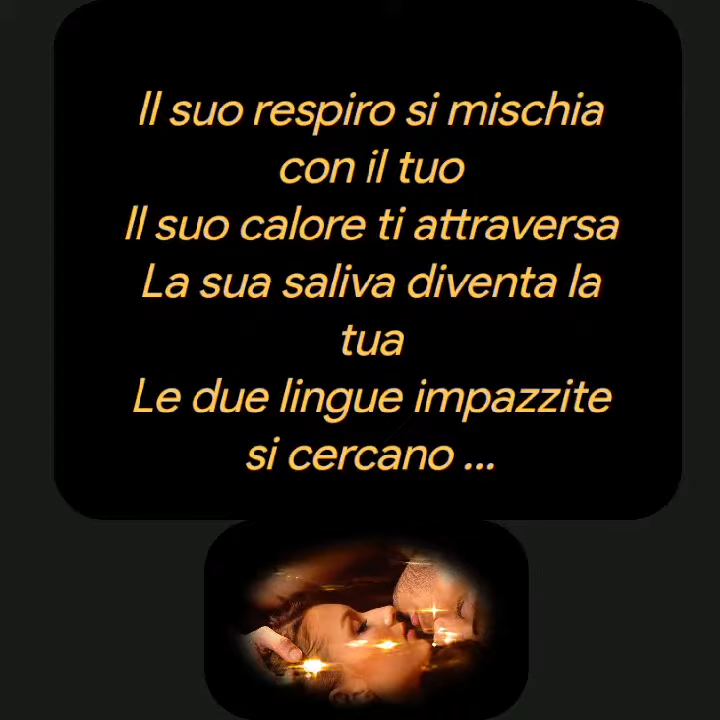 Il suo respiro si mischia
con il tuo
Il suo calore ti attraversa
La sua saliva diventa la
tua
Le due lingue impazzite
si cercano ...